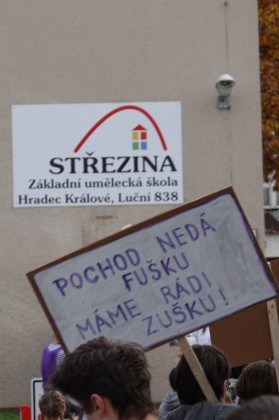 STŘEZINA
Základní umělecká škola
Hradec Králové, Luční 838
POCHOD NEDÁ
FUŠKU
MÁME RÁDI
ZUŠKU!